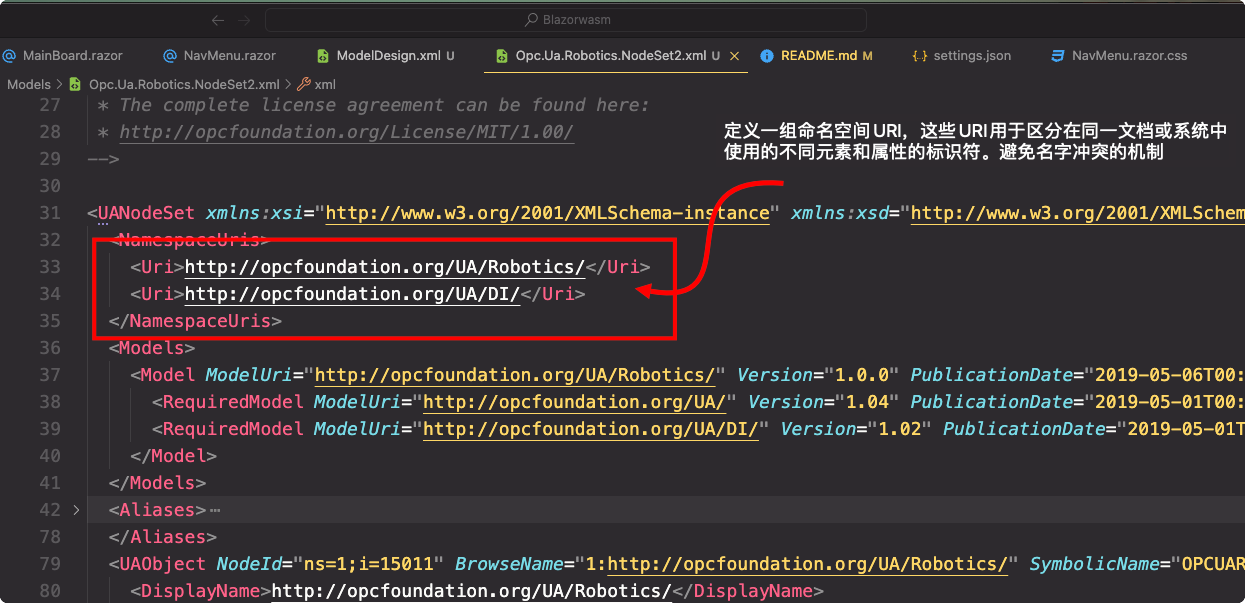 ← → Blazorwasm
@ MainBoard.razor @ NavMenu.razor ModelDesign.xml U Opc.Ua.Robotics.NodeSet2.xml U × README.md M {.} settings.json NavMenu.razor.css
Models > Opc.Ua.Robotics.NodeSet2.xml > xml
27 * The complete license agreement can be found here:
28 * http://opcfoundation.org/License/MIT/1.00/
29 -->
定义一组命名空间URI，这些URI用于区分在同一文档或系统中
使用的不同元素和属性的标识符。避免名字冲突的机制
30
31 <UANodeSet xmlns:xsi="http://www.w3.org/2001/XMLSchema-instance" xmlns:xsd="http://www.w3.org/2001/XMLSchem
32 <NamespaceUris>
33 <Uri>http://opcfoundation.org/UA/Robotics/</Uri>
34 <Uri>http://opcfoundation.org/UA/DI/</Uri>
35 </NamespaceUris>
36 <Models>
37 <Model ModelUri="http://opcfoundation.org/UA/Robotics/" Version="1.0.0" PublicationDate="2019-05-06T00:
38 <RequiredModel ModelUri="http://opcfoundation.org/UA/" Version="1.04" PublicationDate="2019-05-01T00:
39 <RequiredModel ModelUri="http://opcfoundation.org/UA/DI/" Version="1.02" PublicationDate="2019-05-01T
40 </Model>
41 </Models>
42 > <Aliases>⋯
78 </Aliases>
79 <UAObject NodeId="ns=1;i=15011" BrowseName="1:http://opcfoundation.org/UA/Robotics/" SymbolicName="OPCUAR
80 <DisplayName>http://opcfoundation.org/UA/Robotics/</DisplayName>